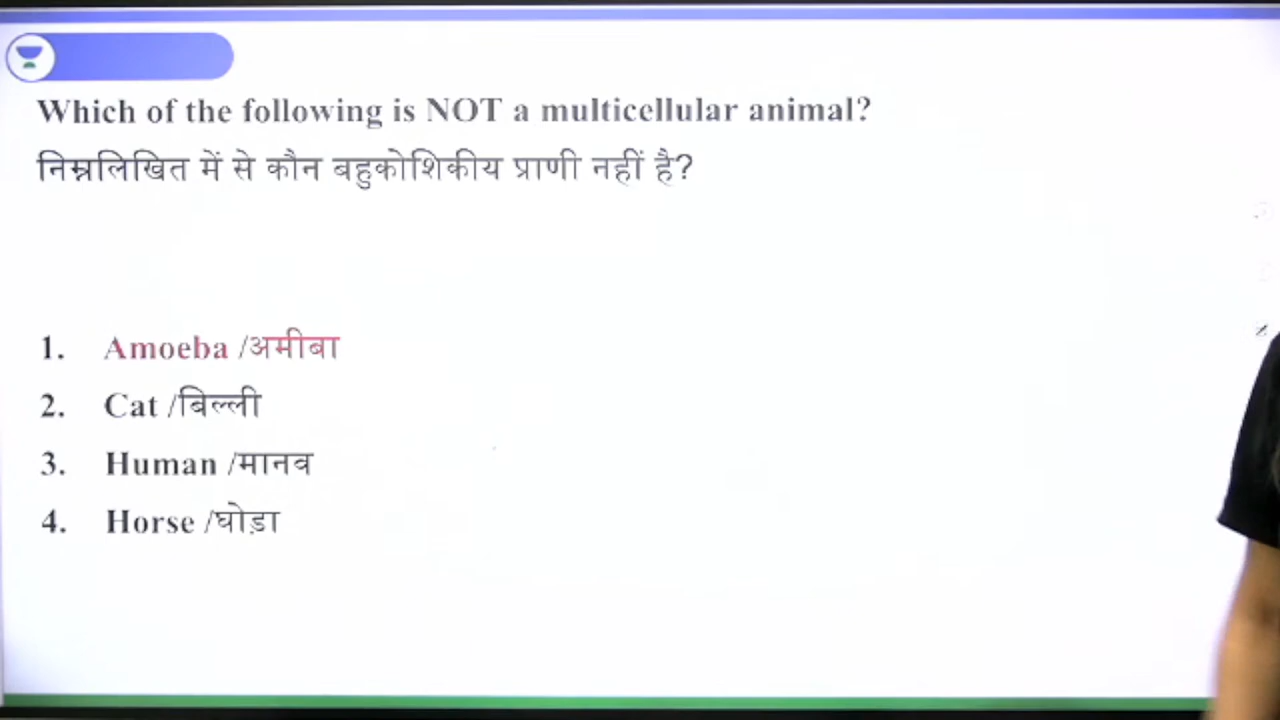 Which of the following is NOT a multicellular animal?
निम्नलिखित में से कौन बहुकोशिकीय प्राणी नहीं है?
1. Amoeba /अमीबा
2. Cat /बिल्ली
3. Human /मानव
4. Horse /घोड़ा